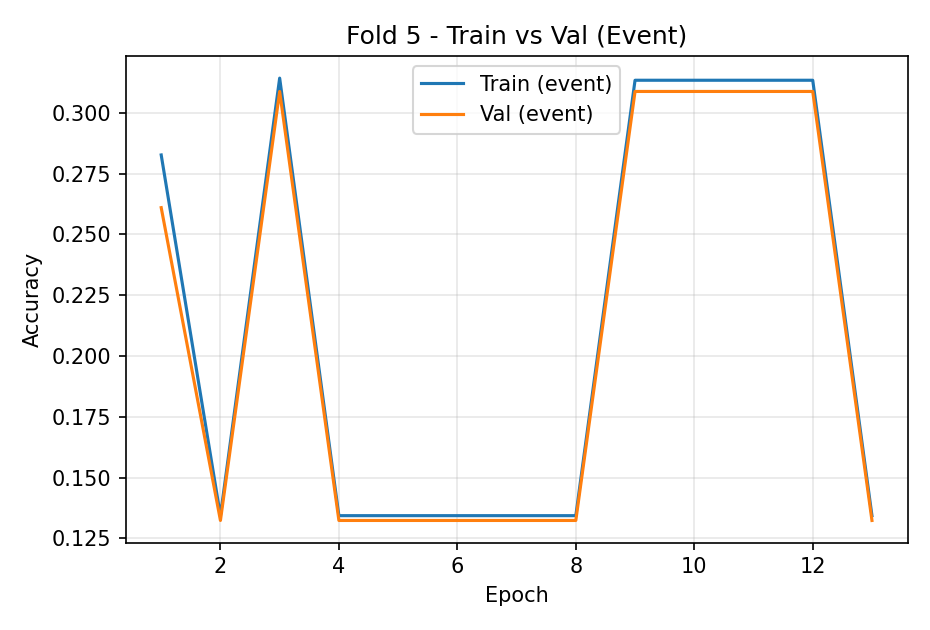 Fold 5 - Train vs Val (Event)
Train (event)
Val (event)
Accuracy
0.300
0.275
0.250
0.225
0.200
0.175
0.150
0.125
2 4 6 8 10 12
Epoch